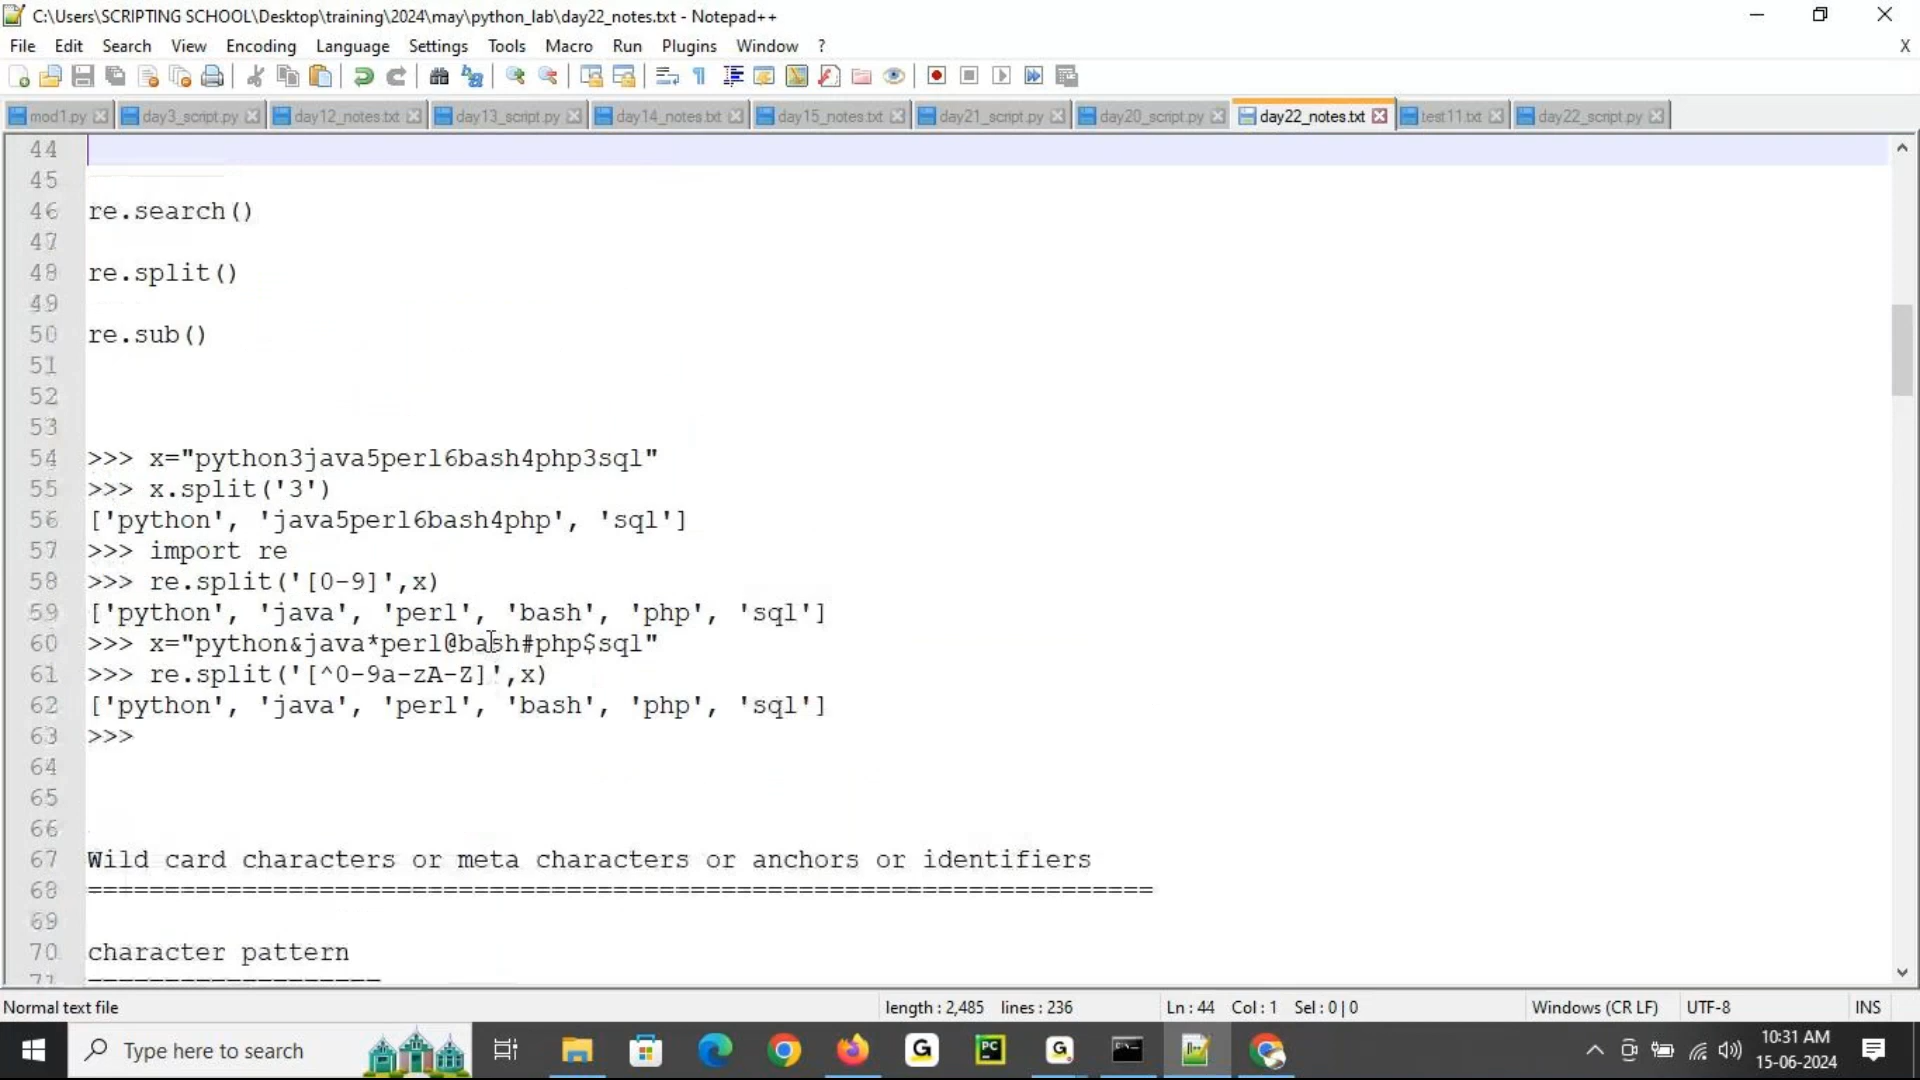 C:\Users\SCRIPTING SCHOOL\Desktop\training\2024\may\python_lab\day22_notes.txt - Notepad++
File Edit Search View Encoding Language Settings Tools Macro Run Plugins Window ? X
mod1.py day3_script.py day12_notes.txt day13_script.py day14_notes.txt day15_notes.txt day21_script.py day20_script.py day22_notes.txt test11.txt day22_script.py
44
45
46 re.search()
47
48 re.split()
49
50 re.sub()
51
52
53
54 >>> x="python3java5perl6bash4php3sql"
55 >>> x.split('3')
56 ['python', 'java5perl6bash4php', 'sql']
57 >>> import re
58 >>> re.split('[0-9]',x)
59 ['python', 'java', 'perl', 'bash', 'php', 'sql']
60 >>> x="python&java*perl@bash#php$sql"
61 >>> re.split('[^0-9a-zA-Z]',x)
62 ['python', 'java', 'perl', 'bash', 'php', 'sql']
63 >>>
64
65
66
67 Wild card characters or meta characters or anchors or identifiers
68 =====================================================================
69
70 character pattern
71 ===================
Normal text file length : 2,485 lines : 236 Ln : 44 Col : 1 Sel : 0 | 0 Windows (CR LF) UTF-8 INS
Type here to search
10:31 AM
15-06-2024